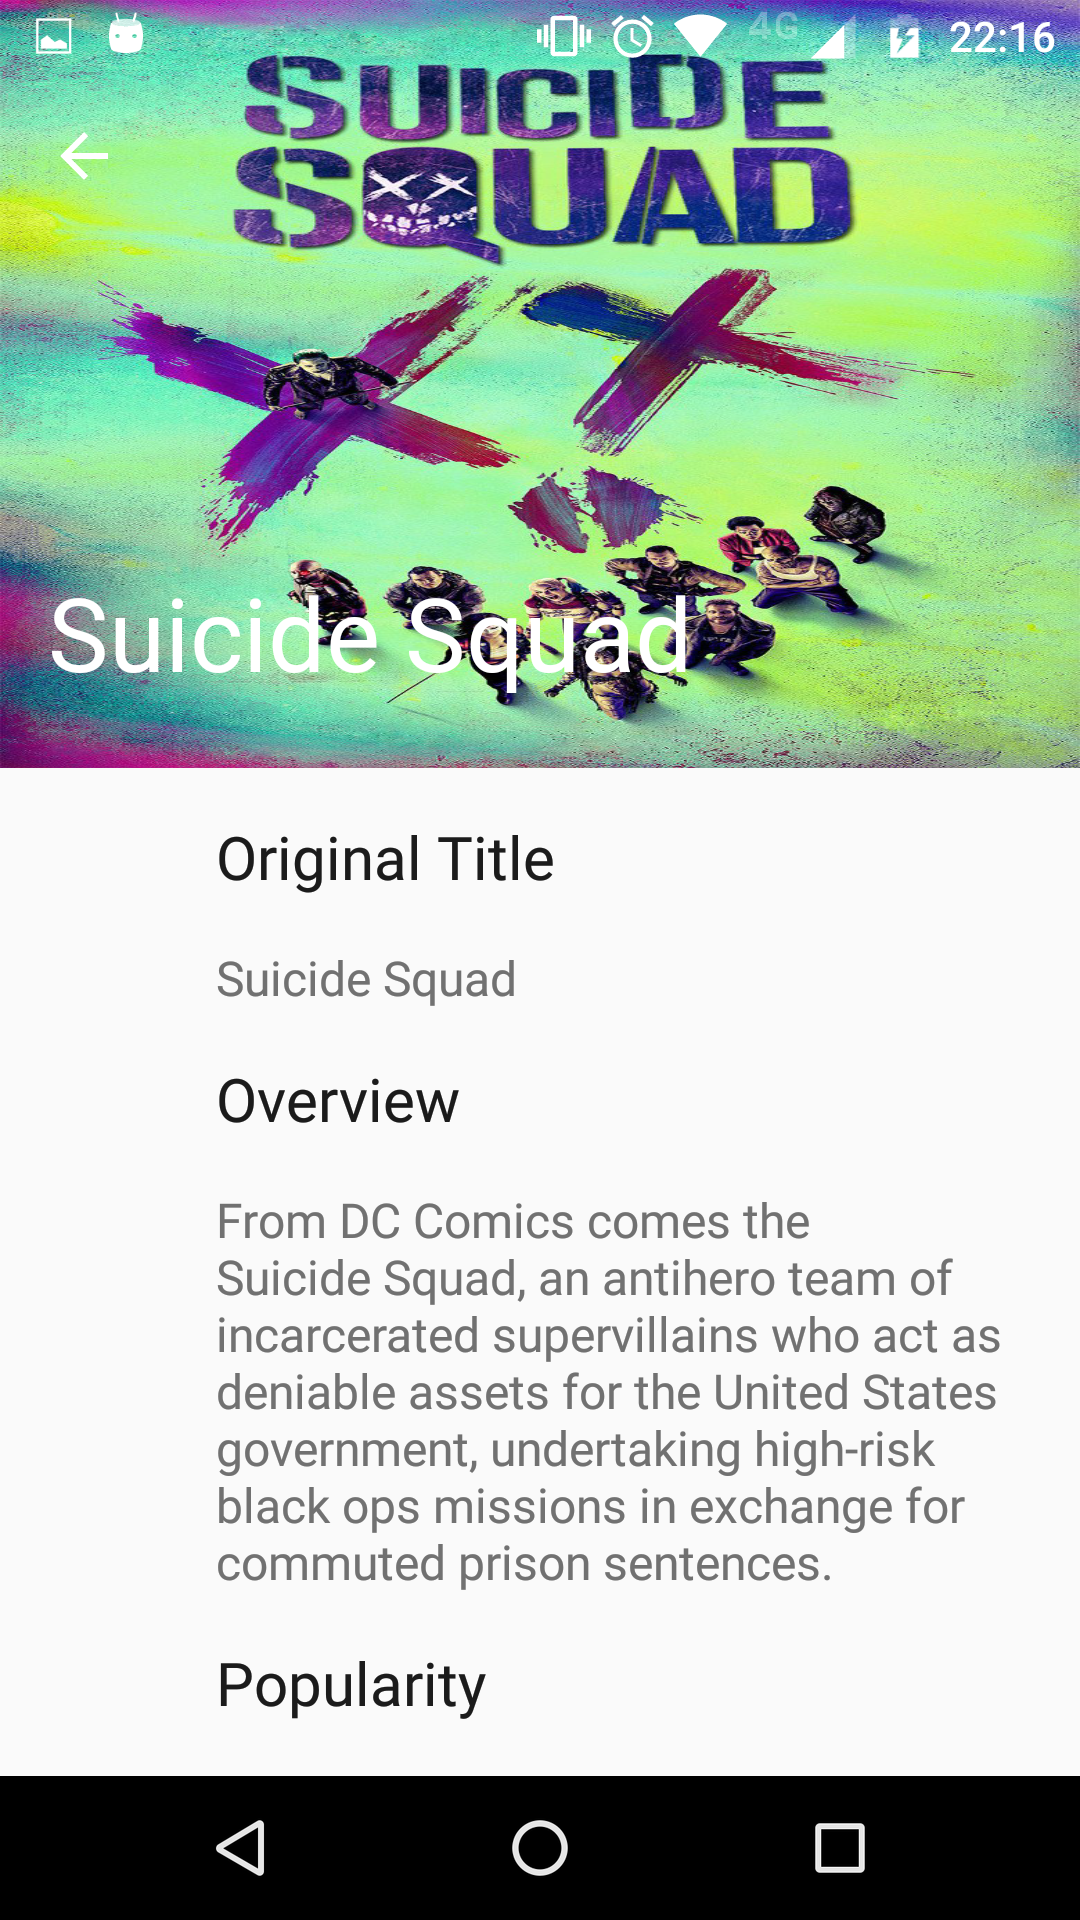 4G 22:16
SUICIDE
SQUAD
Suicide Squad
Original Title
Suicide Squad
Overview
From DC Comics comes the
Suicide Squad, an antihero team of
incarcerated supervillains who act as
deniable assets for the United States
government, undertaking high-risk
black ops missions in exchange for
commuted prison sentences.
Popularity